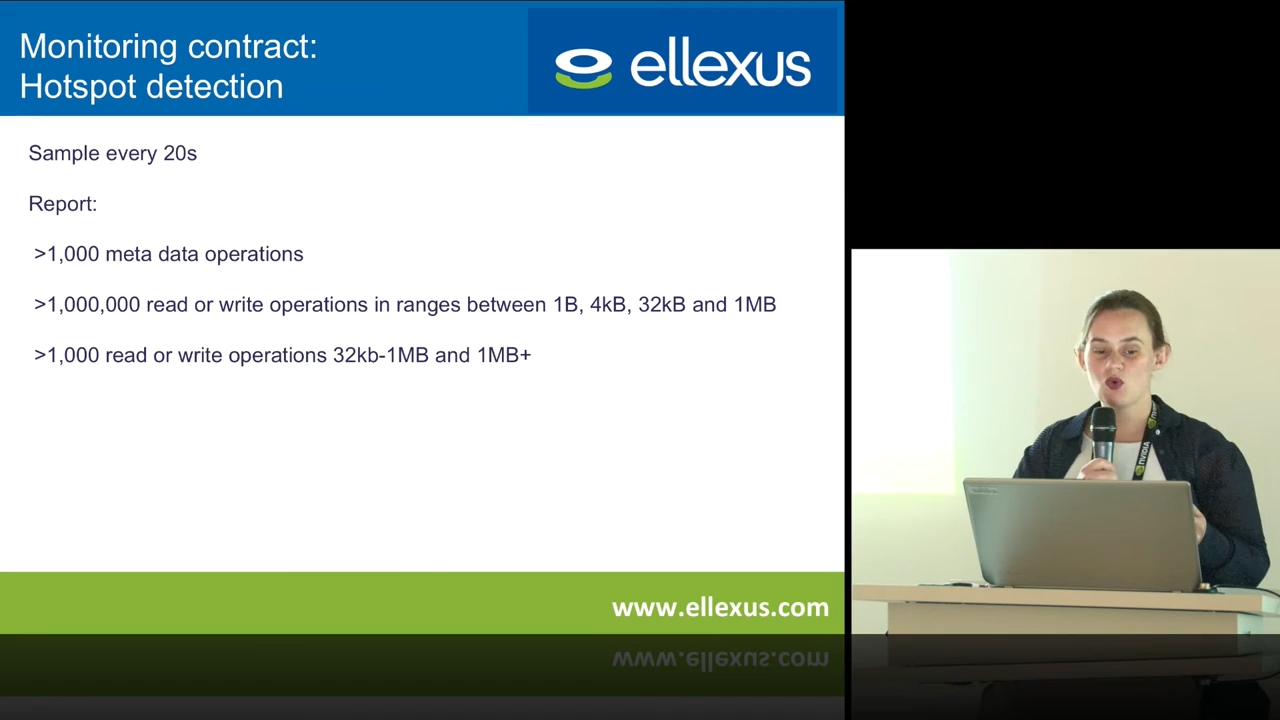 Monitoring contract:
Hotspot detection
ellexus
Sample every 20s
Report:
>1,000 meta data operations
>1,000,000 read or write operations in ranges between 1B, 4kB, 32kB and 1MB
>1,000 read or write operations 32kb-1MB and 1MB+
www.ellexus.com
NVIDIA